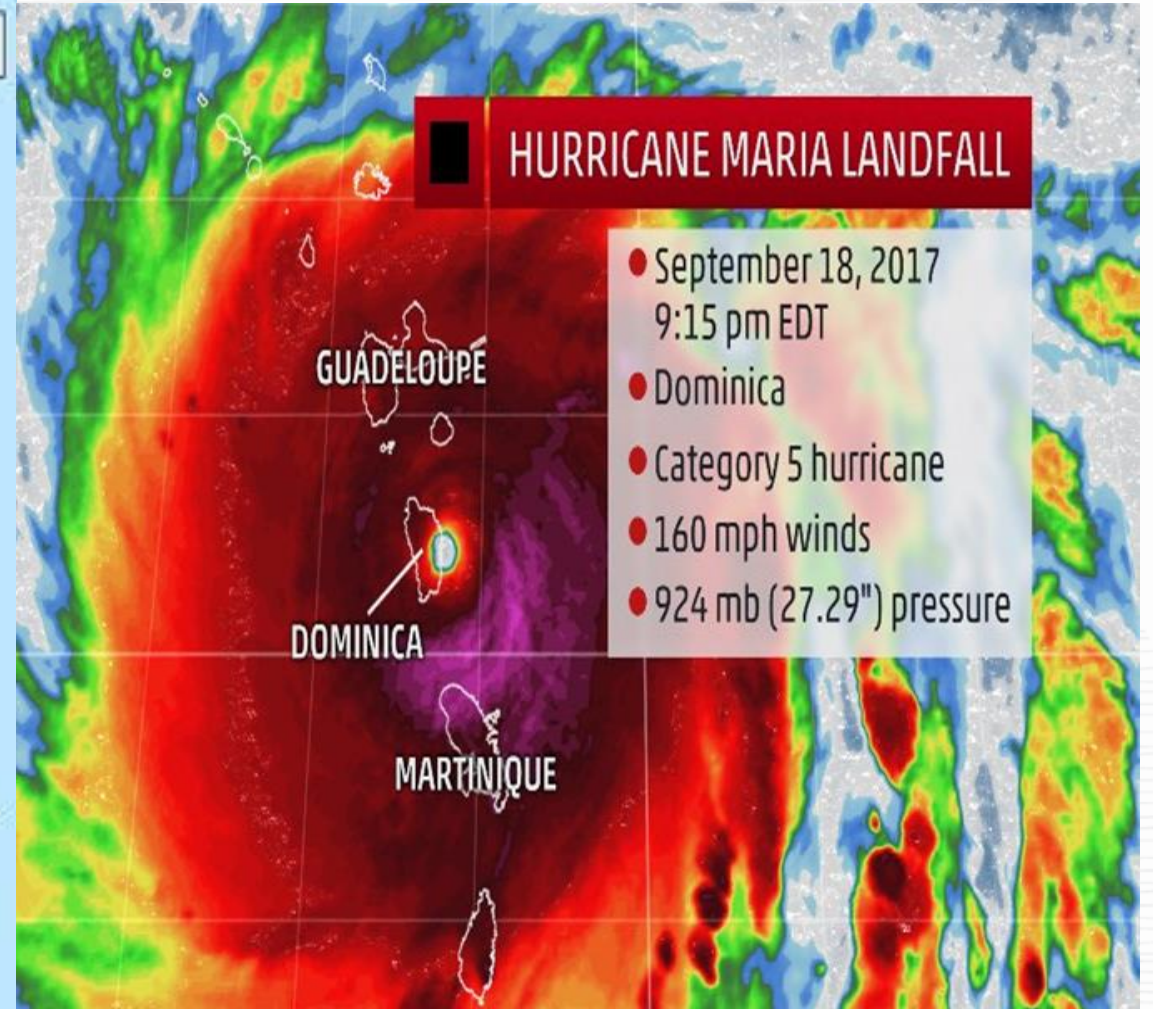 HURRICANE MARIA LANDFALL
• September 18, 2017
9:15 pm EDT
• Dominica
• Category 5 hurricane
• 160 mph winds
• 924 mb (27.29") pressure
GUADELOUPE
DOMINICA
MARTINIQUE